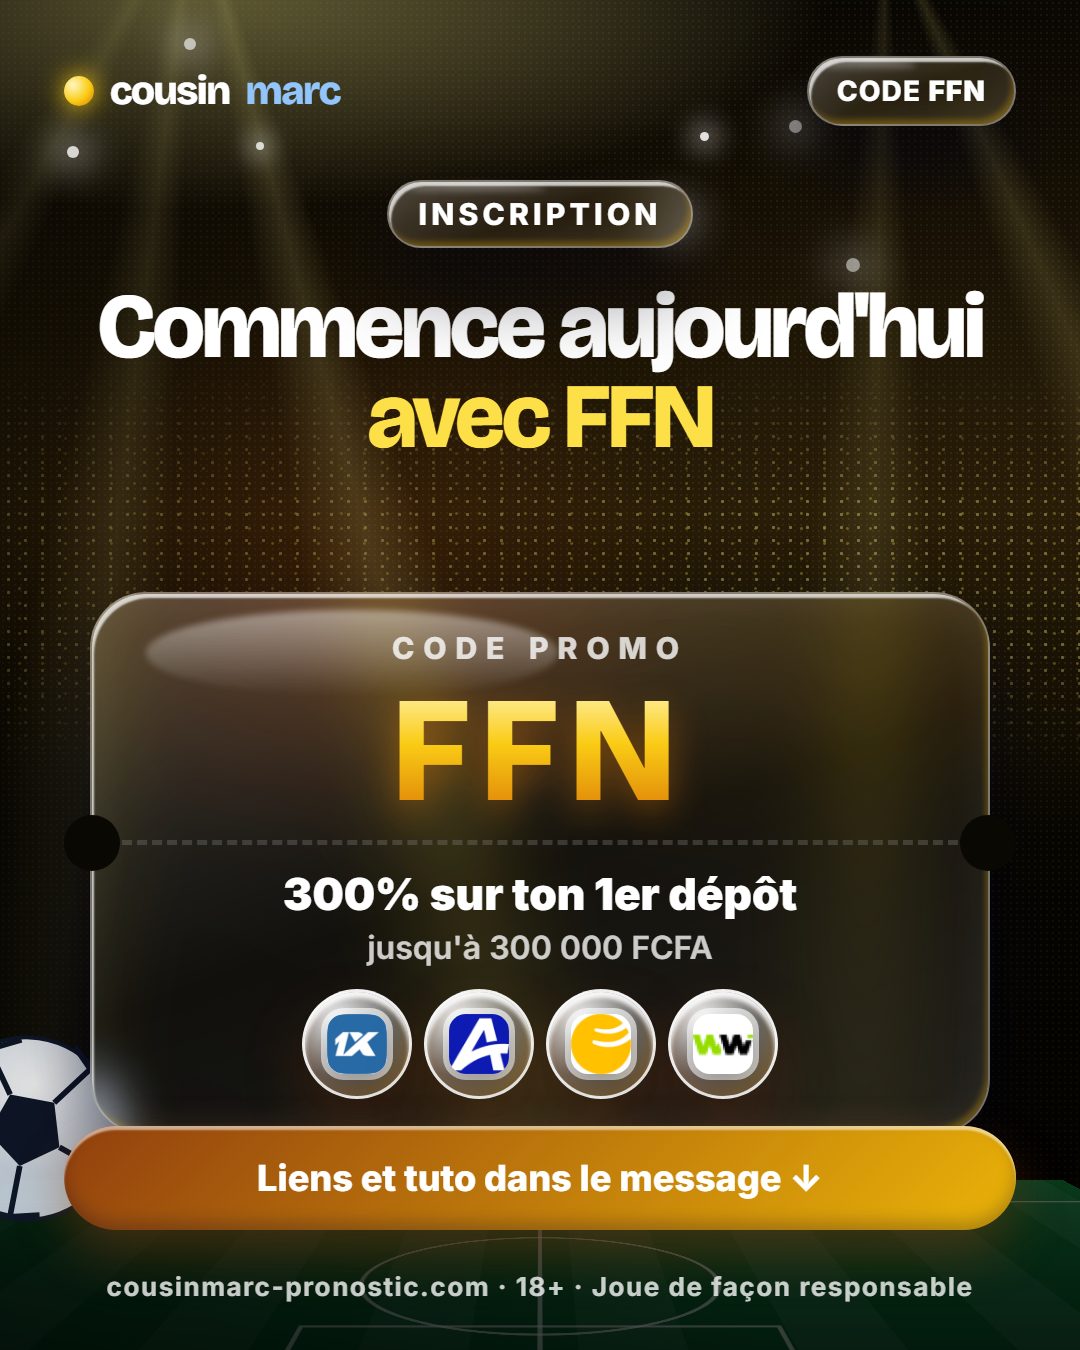 cousin marc
CODE FFN
INSCRIPTION
Commence aujourd'hui
avec FFN
CODE PROMO
FFN
300% sur ton 1er dépôt
jusqu'à 300 000 FCFA
1X A WW
Liens et tuto dans le message ↓
cousinmarc-pronostic.com · 18+ · Joue de façon responsable